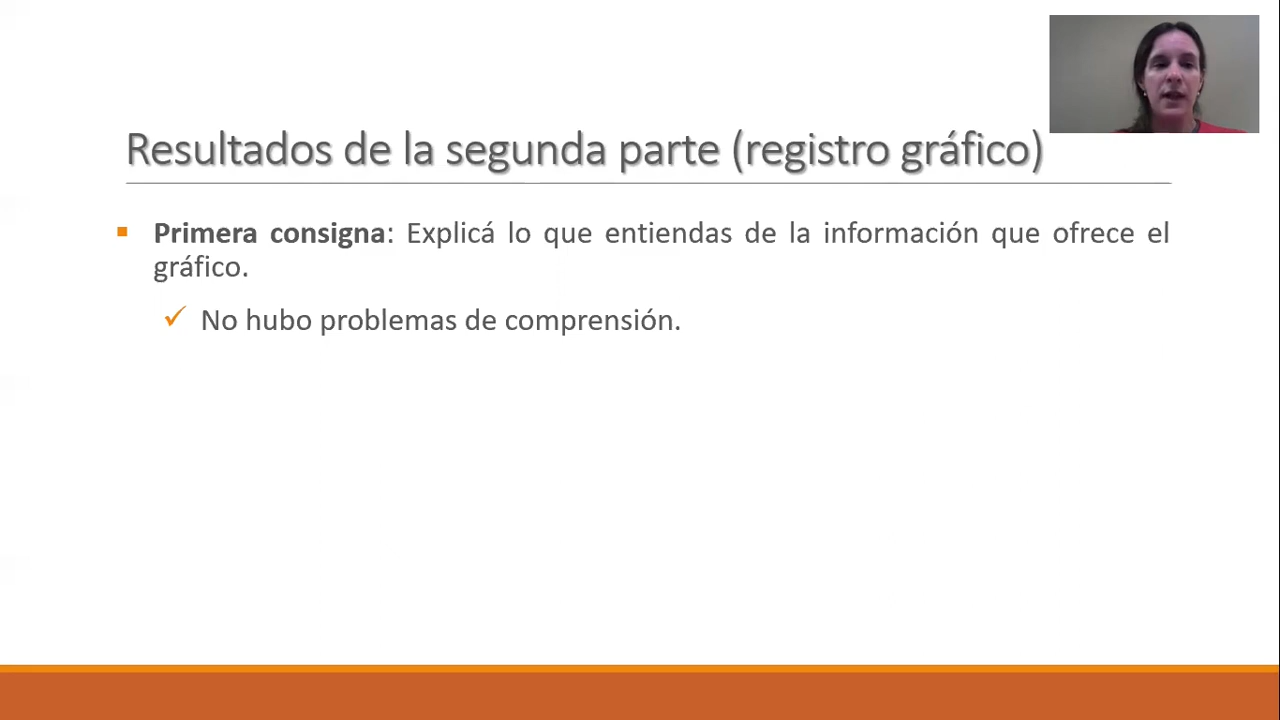 Resultados de la segunda parte (registro gráfico)
Primera consigna: Explicá lo que entiendas de la información que ofrece el
gráfico.
No hubo problemas de comprensión.